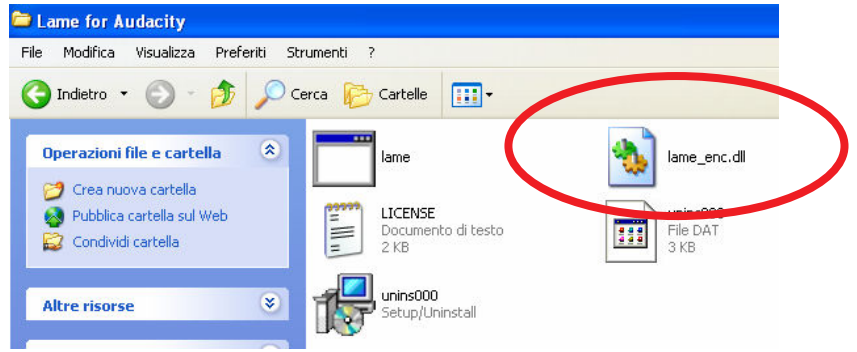 Lame for Audacity
File Modifica Visualizza Preferiti Strumenti ?
Indietro Cerca Cartelle
Operazioni file e cartella
Crea nuova cartella
Pubblica cartella sul Web
Condividi cartella
Altre risorse
lame
lame_enc.dll
LICENSE
Documento di testo
2 KB
unins000
File DAT
3 KB
unins000
Setup/Uninstall